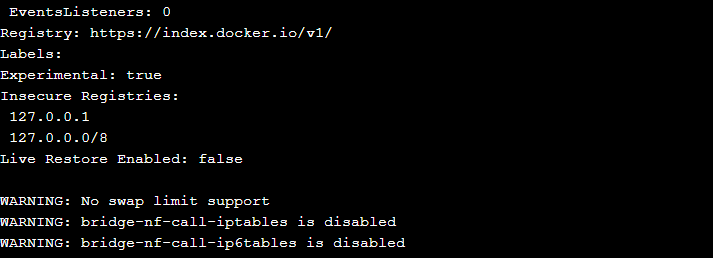 EventsListeners: 0
Registry: https://index.docker.io/v1/
Labels:
Experimental: true
Insecure Registries:
127.0.0.1
127.0.0.0/8
Live Restore Enabled: false
WARNING: No swap limit support
WARNING: bridge-nf-call-iptables is disabled
WARNING: bridge-nf-call-ip6tables is disabled